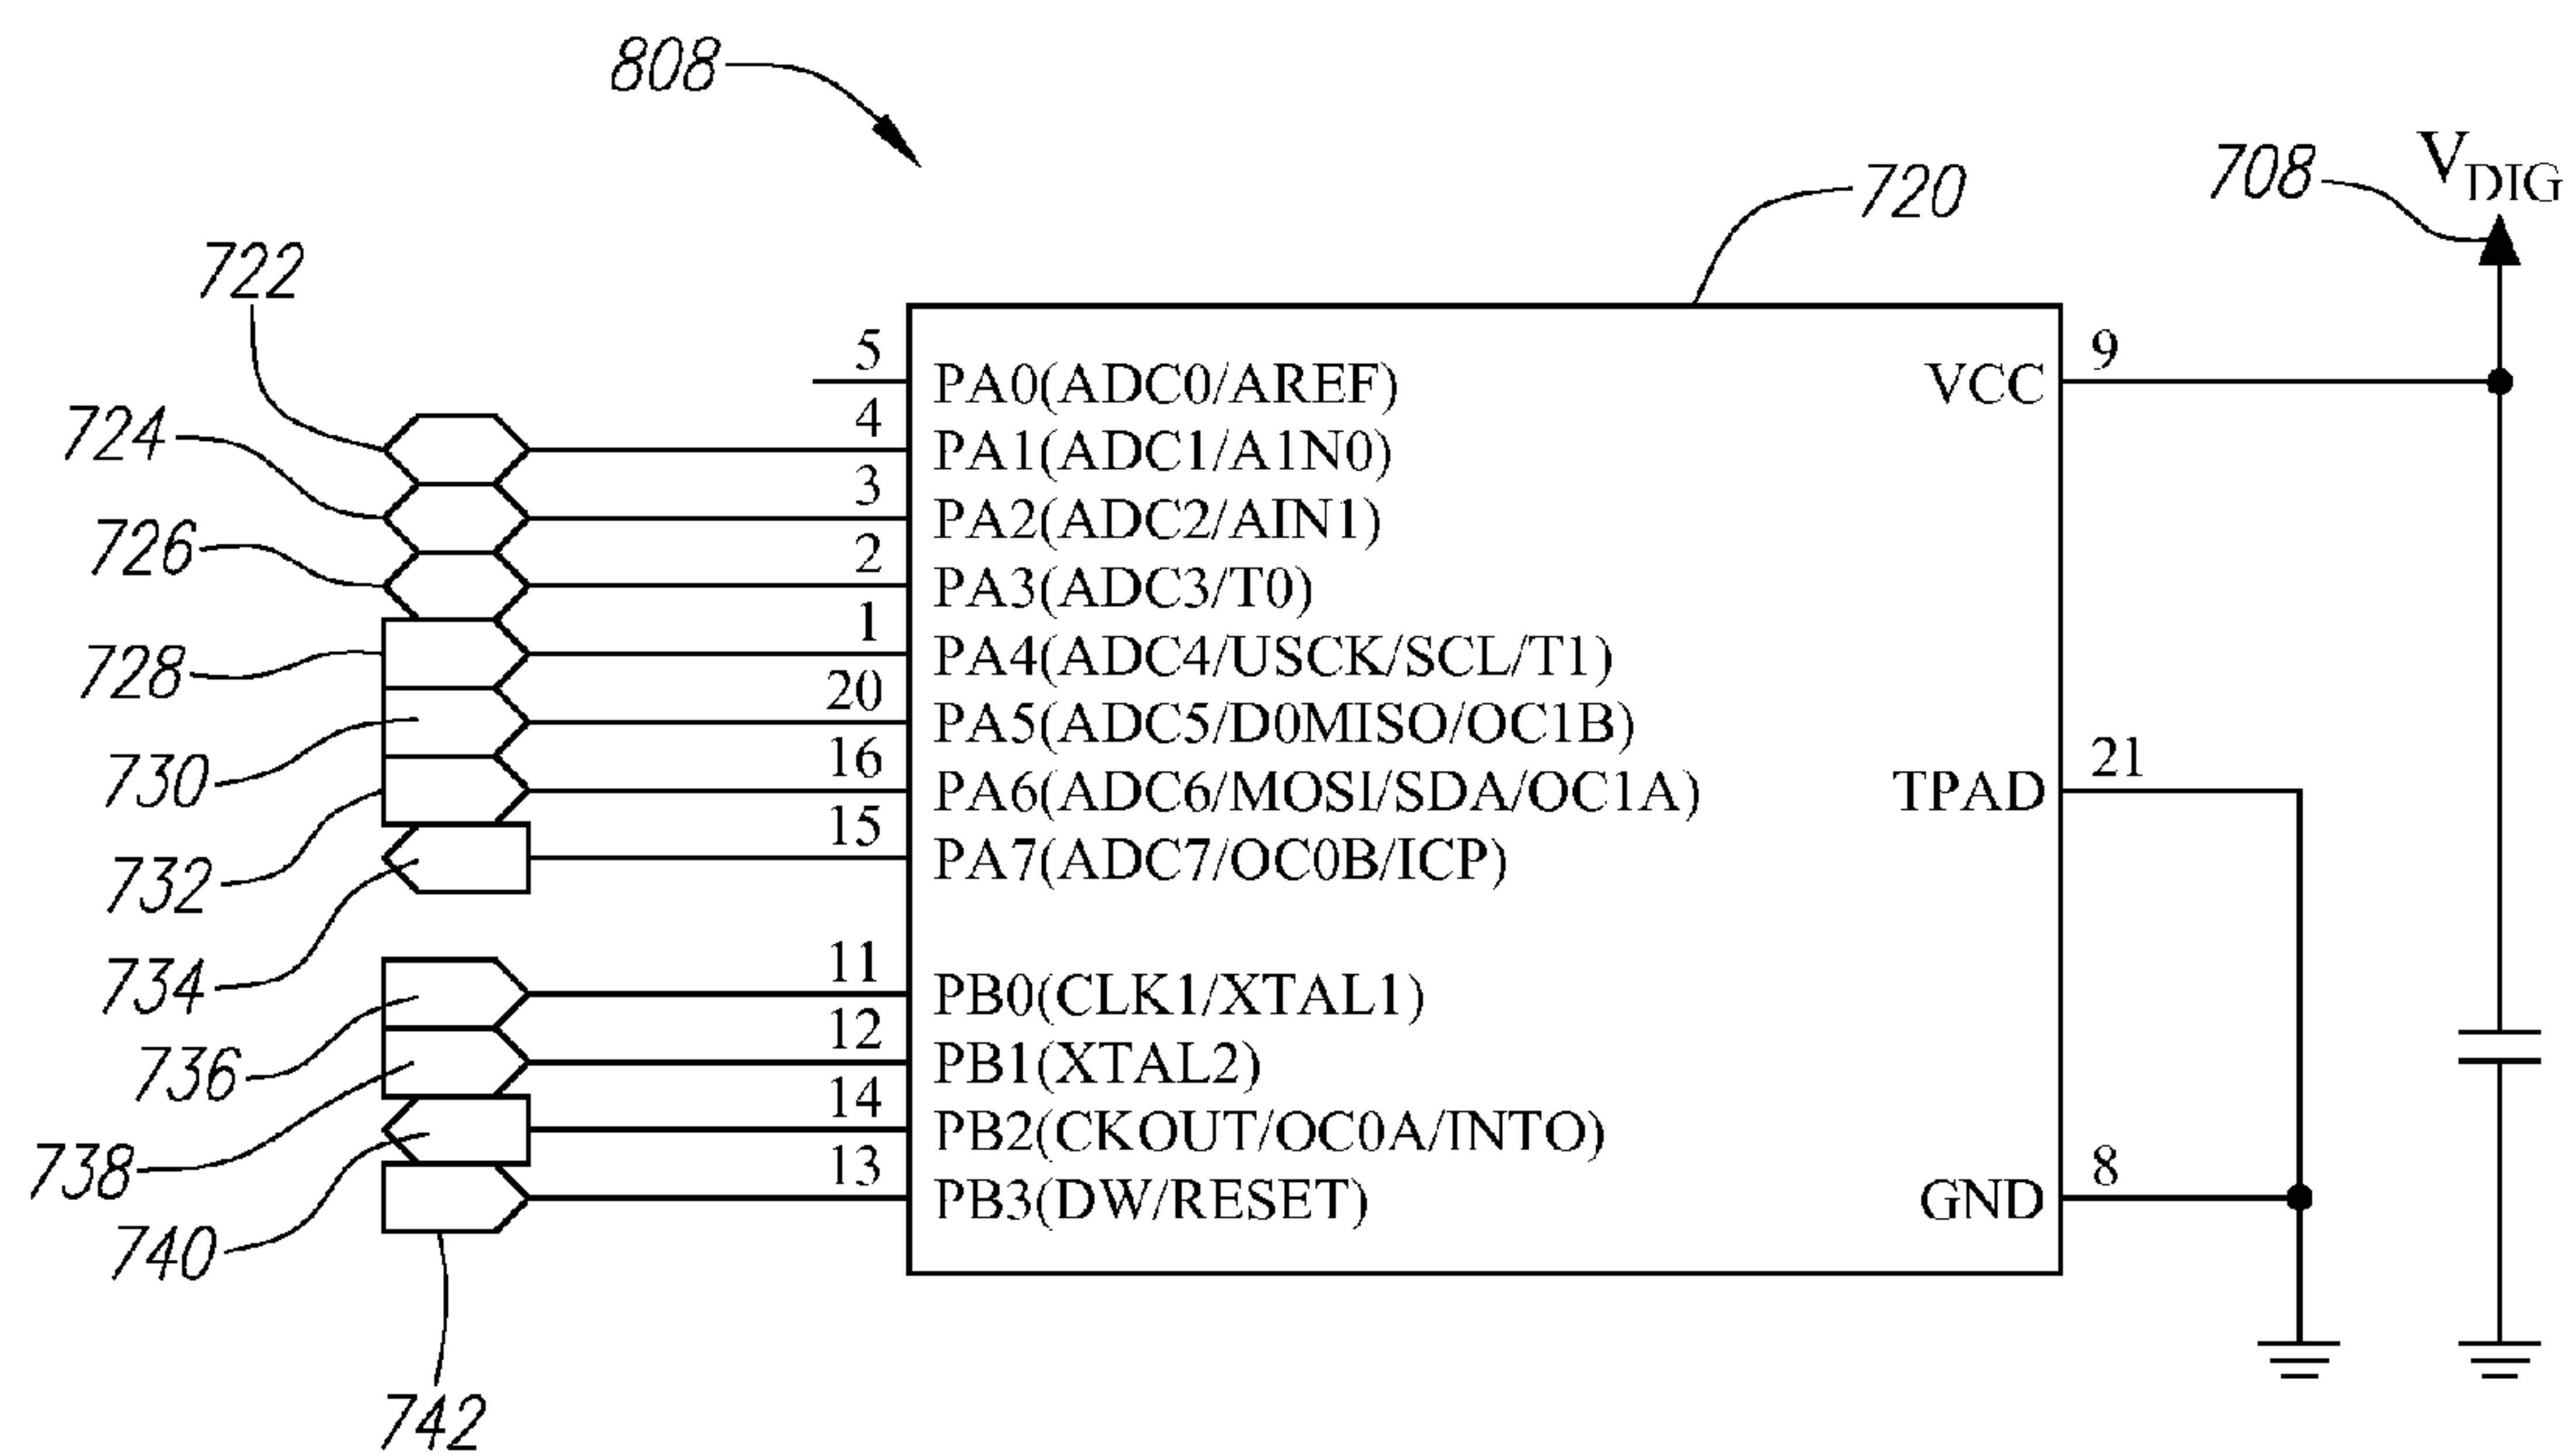 808
720
708
VDIG
722
724
726
728
730
732
734
736
738
740
742
5 PA0(ADC0/AREF)
4 PA1(ADC1/A1N0)
3 PA2(ADC2/AIN1)
2 PA3(ADC3/T0)
1 PA4(ADC4/USCK/SCL/T1)
20 PA5(ADC5/D0MISO/OC1B)
16 PA6(ADC6/MOSI/SDA/OC1A)
15 PA7(ADC7/OC0B/ICP)
11 PB0(CLK1/XTAL1)
12 PB1(XTAL2)
14 PB2(CKOUT/OC0A/INTO)
13 PB3(DW/RESET)
VCC 9
TPAD 21
GND 8